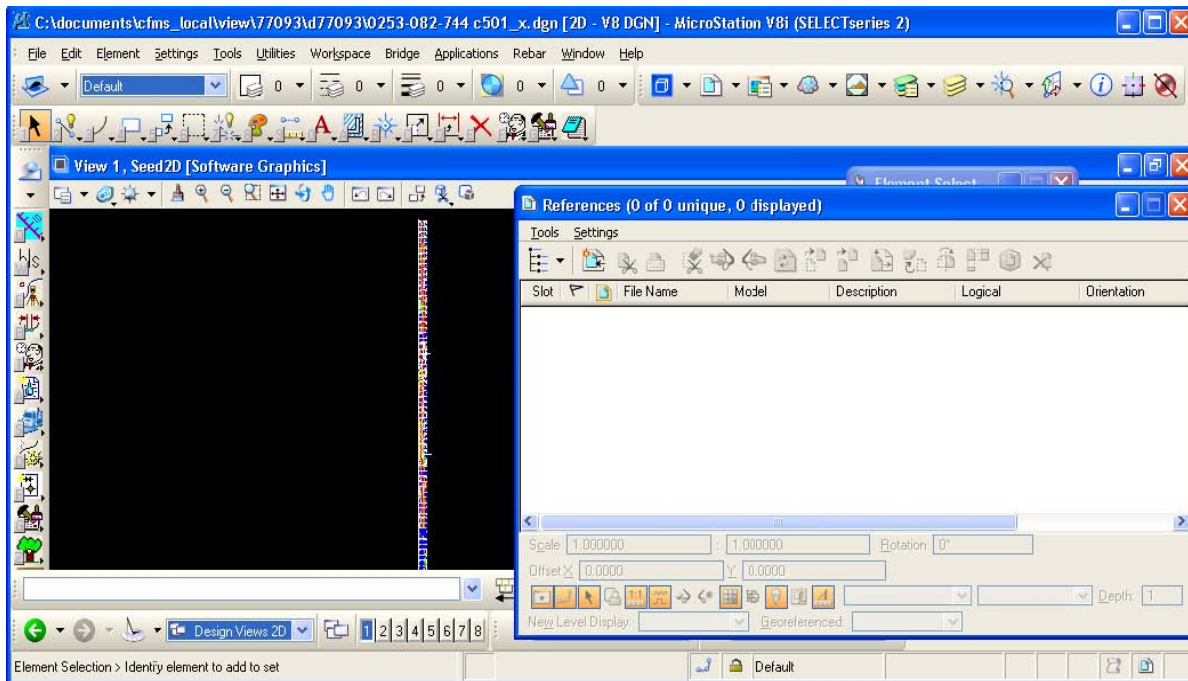 C:\documents\cfms_local\view\77093\d77093\0253-082-744 c501_x.dgn [2D - V8 DGN] - MicroStation V8i (SELECTseries 2)
File Edit Element Settings Tools Utilities Workspace Bridge Applications Rebar Window Help
Default 0 0 0 0 0
View 1, Seed2D [Software Graphics]
Element Select
References (0 of 0 unique, 0 displayed)
Tools Settings
Slot File Name Model Description Logical Orientation
Scale 1.000000 : 1.000000 Rotation 0°
Offset X 0.0000 Y 0.0000
Depth: 1
New Level Display: Georeferenced:
Design Views 2D 1 2 3 4 5 6 7 8
Element Selection > Identify element to add to set
Default